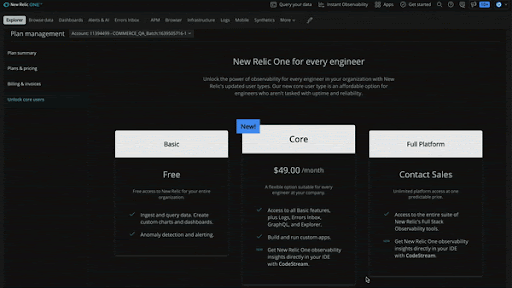 New Relic ONE™
Query your data
Instant Observability
Apps
Get started
Explorer
Browse data
Dashboards
Alerts & AI
Errors Inbox
APM
Browser
Infrastructure
Logs
Mobile
Synthetics
More
Plan management
Plan summary
Plans & pricing
Billing & invoices
Unlock core users
New Relic One for every engineer
Unlock the power of observability for every engineer in your organization with New
Relic's updated user types. Our new core user type is an affordable option for
engineers who aren't tasked with uptime and reliability.
Basic
Free
Free access to New Relic for your entire
organization.
Ingest and query data. Create
custom charts and dashboards.
Anomaly detection and alerting.
New!
Core
$49.00 /month
A flexible option suitable for every
engineer at your company.
Access to all Basic features,
plus Logs, Errors Inbox,
GraphQL, and Explorer.
Build and run custom apps.
Get New Relic One observability
insights directly in your IDE
with CodeStream.
Full Platform
Contact Sales
Unlimited platform access at one
predictable price.
Access to the entire suite of
New Relic's Full Stack
Observability tools.
Get New Relic One observability
insights directly in your IDE
with CodeStream.